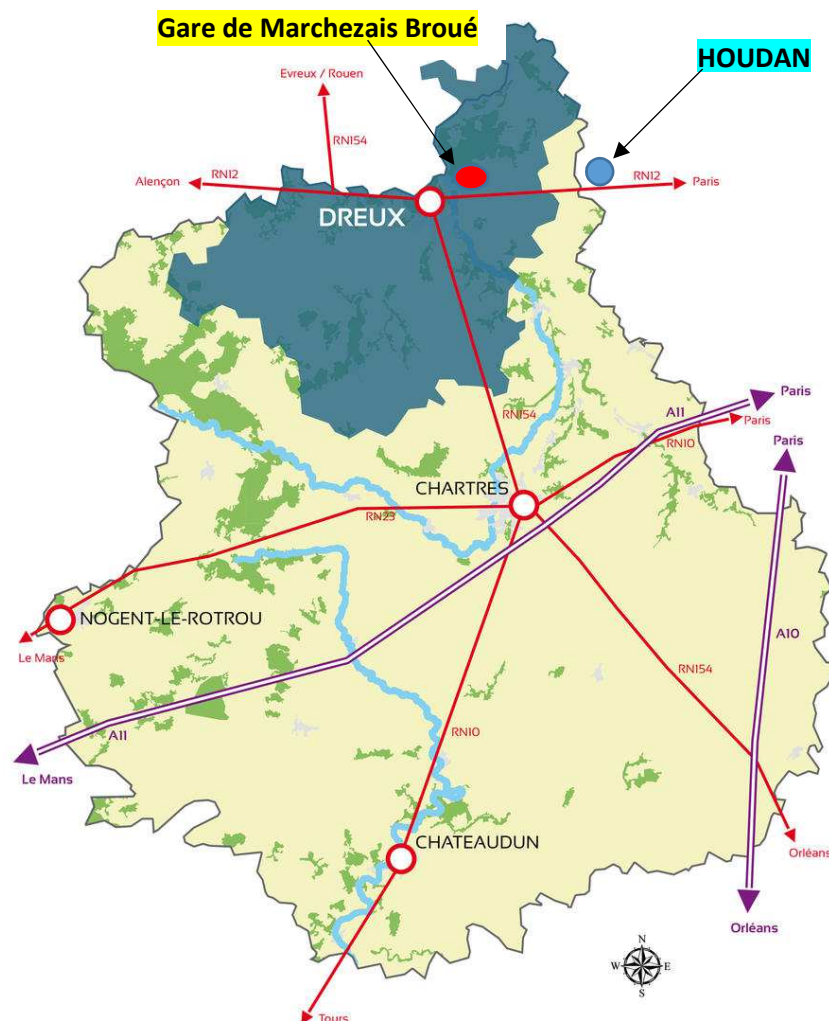 Gare de Marchezais Broué
HOUDAN
Evreux / Rouen
RN154
Alençon
RN12
RN12
Paris
DREUX
RN154
A11
Paris
Paris
RN10
Paris
CHARTRES
RN23
NOGENT-LE-ROTROU
Le Mans
A10
RN154
A11
RN10
Le Mans
CHATEAUDUN
Orléans
Orléans
N
W
E
S
Tours